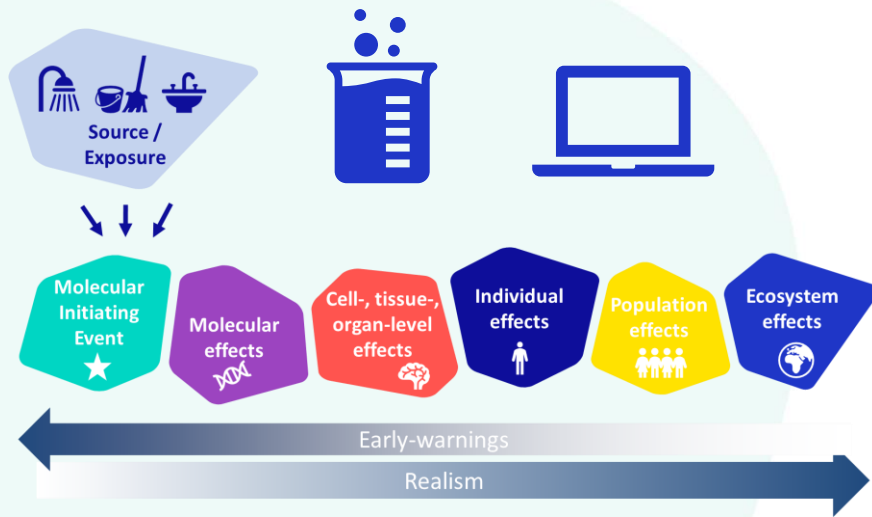 Source /
Exposure
Molecular
Initiating
Event
Molecular
effects
Cell-, tissue-,
organ-level
effects
Individual
effects
Population
effects
Ecosystem
effects
Early-warnings
Realism